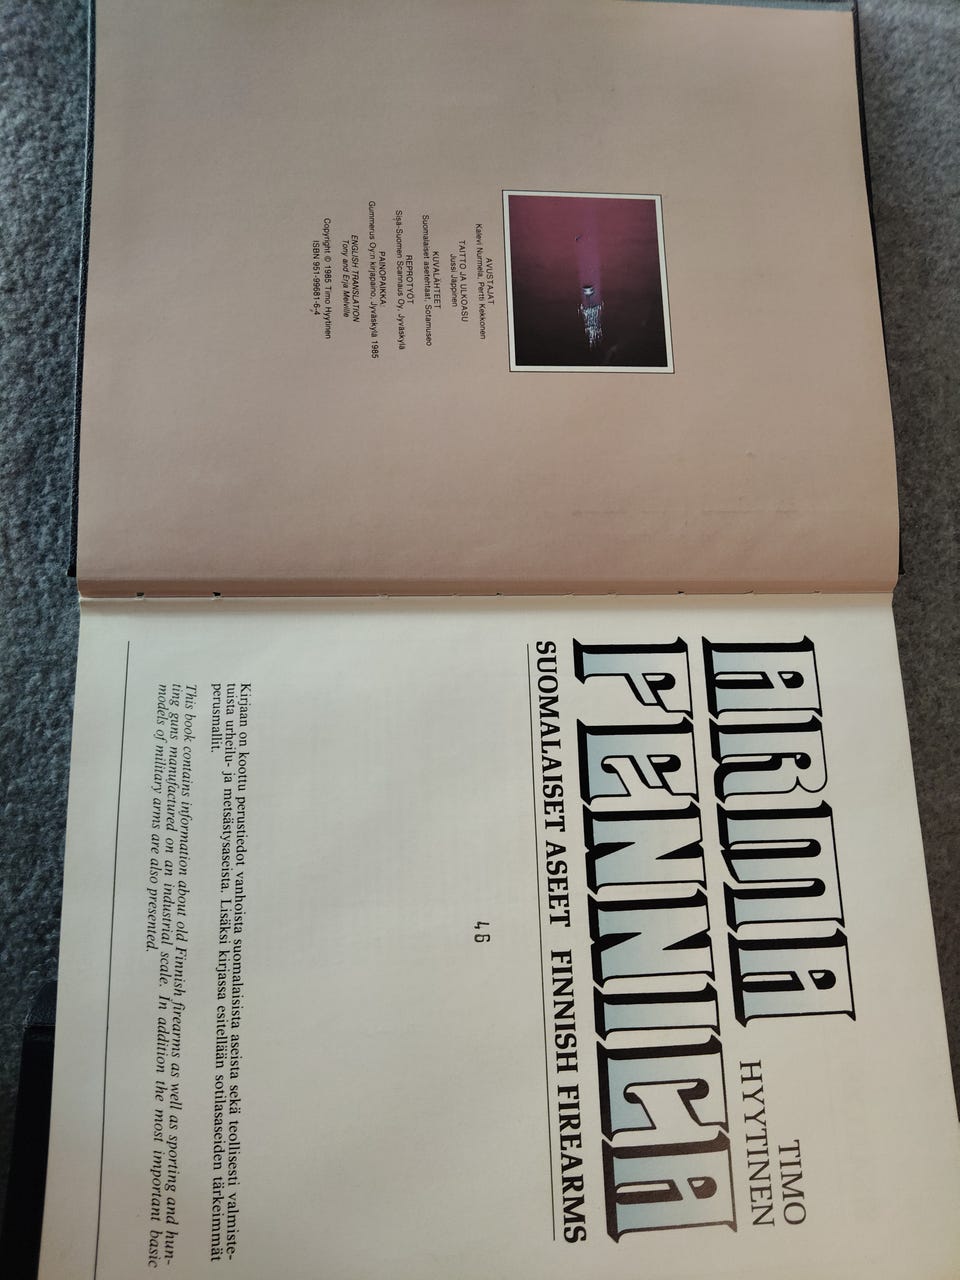 AVUSTAJAT
Kalevi Nurmela, Pertti Kekkonen
TAITTO JA ULKOASU
Jussi Jäppinen
KUVALÄHTEET
Suomalaiset asetehtaat, Sotamuseo
REPROTYÖT
Sisä-Suomen Scannaus Oy, Jyväskylä
PAINOPAIKKA:
Gummerus Oy:n kirjapaino, Jyväskylä 1985
ENGLISH TRANSLATION
Tony and Erja Melville
Copyright © 1985 Timo Hyytinen
ISBN 951-99681-6-4
TIMO
HYYTINEN
ARMA
FENNICA
SUOMALAISET ASEET FINNISH FIREARMS
46
Kirjaan on koottu perustiedot vanhoista suomalaisista aseista sekä teollisesti valmiste-
tuista urheilu- ja metsästysaseista. Lisäksi kirjassa esitellään sotilasaseiden tärkeimmät
perusmallit.
This book contains information about old Finnish firearms as well as sporting and hun-
ting guns manufactured on an industrial scale. In addition the most important basic
models of military arms are also presented.